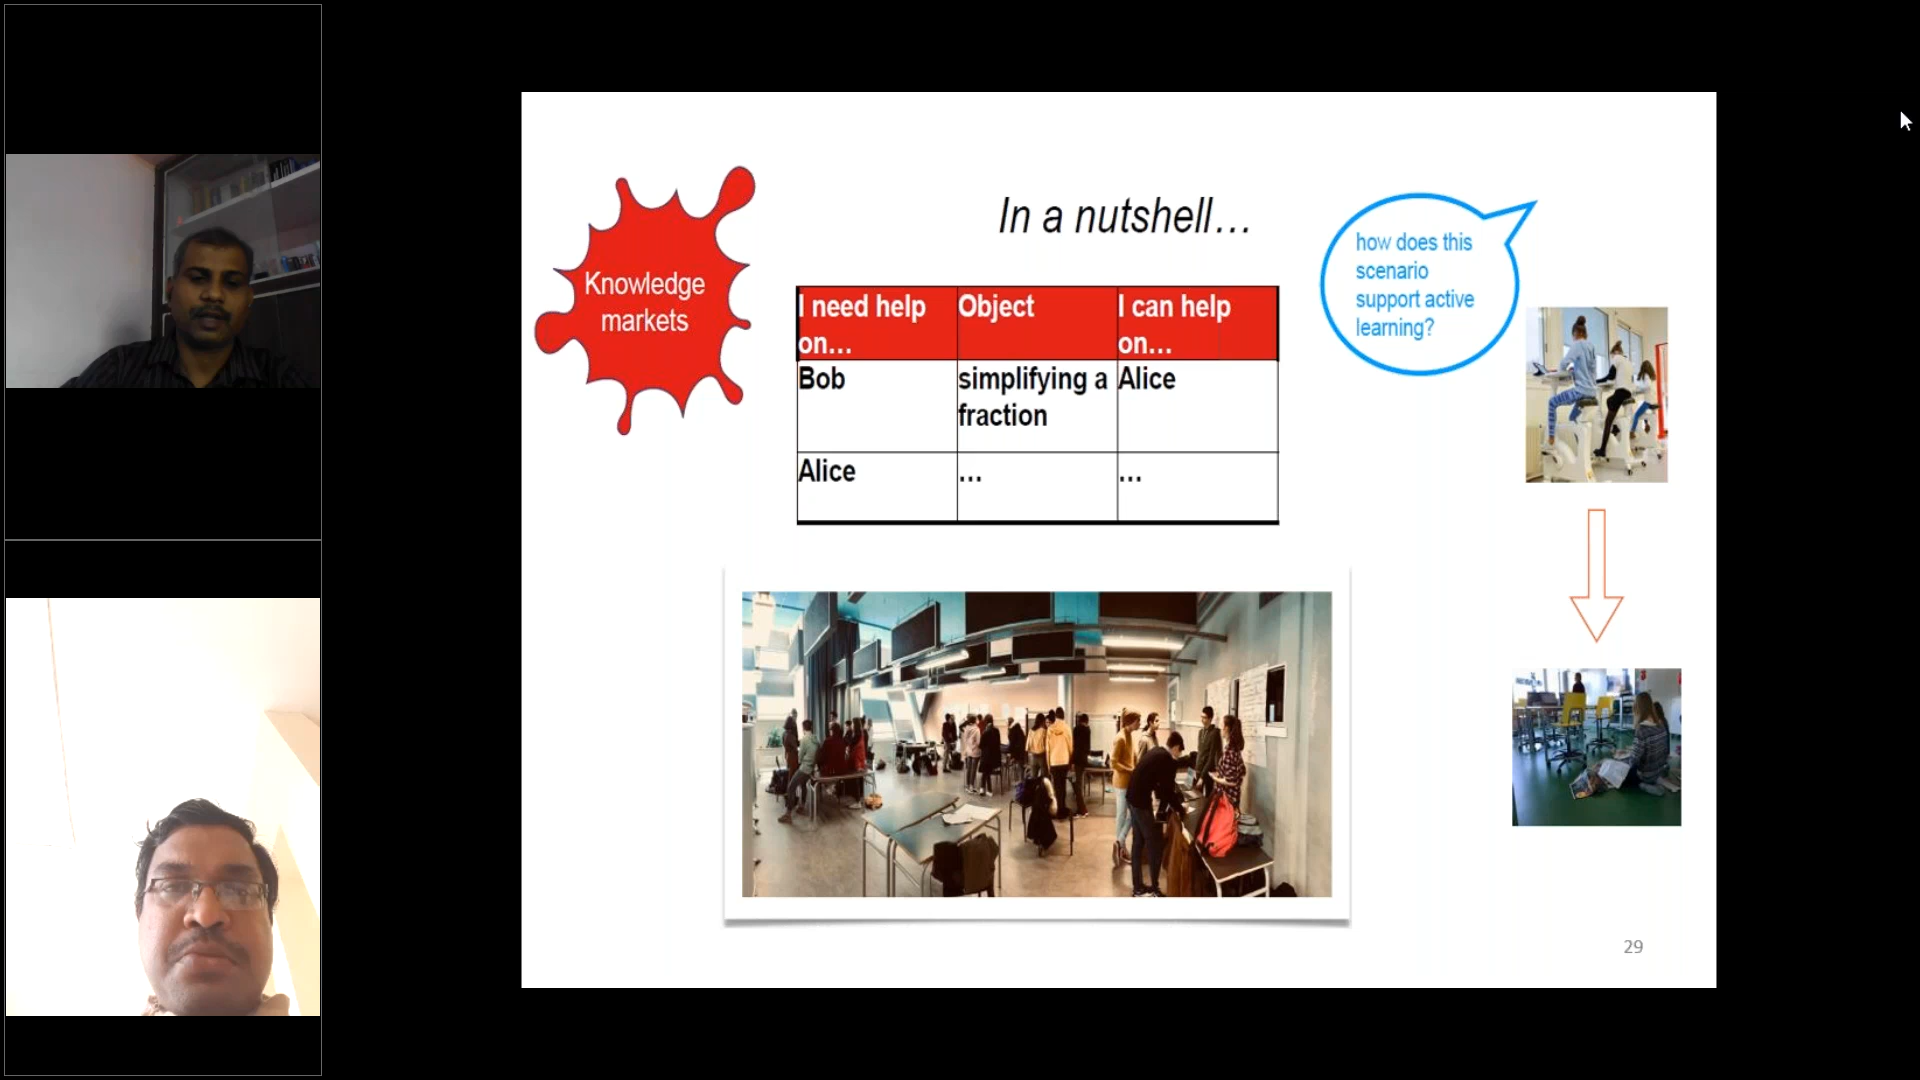 In a nutshell…
Knowledge
markets
how does this
scenario
support active
learning?
I need help on… Object I can help on…
Bob simplifying a fraction Alice
Alice … …
29